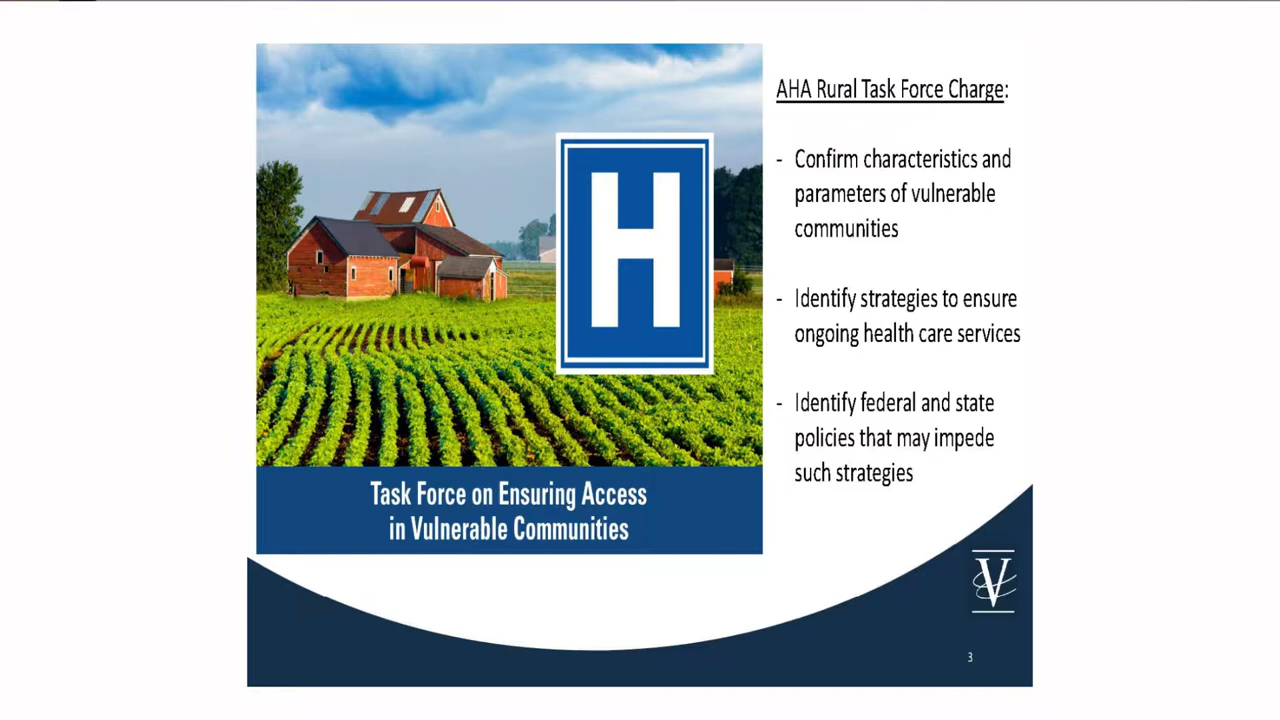 H
Task Force on Ensuring Access
in Vulnerable Communities
AHA Rural Task Force Charge:
- Confirm characteristics and
parameters of vulnerable
communities
- Identify strategies to ensure
ongoing health care services
- Identify federal and state
policies that may impede
such strategies
V
3